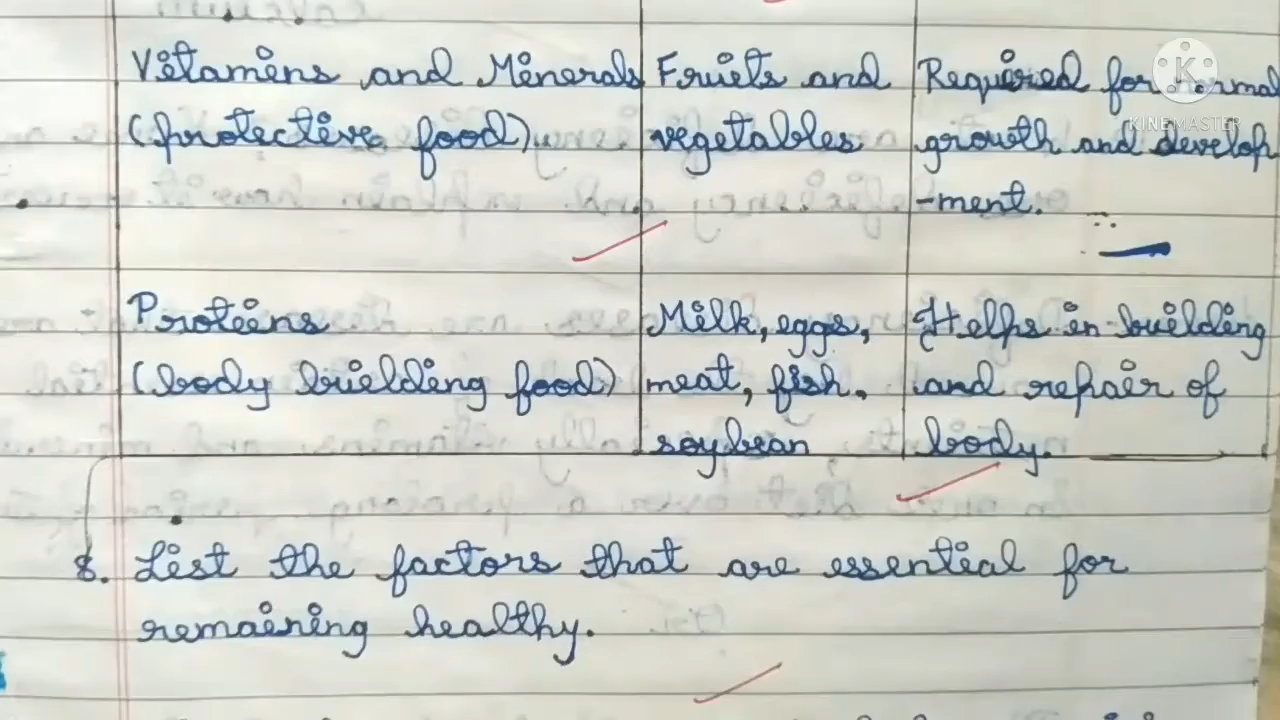 Vitamins and Minerals Fruits and Required for normal
(protective food) vegetables growth and develop
-ment.
Proteins Milk, eggs, Helps in building
(body building food) meat, fish, and repair of
soybean body.
8. List the factors that are essential for
remaining healthy.
KINEMASTER